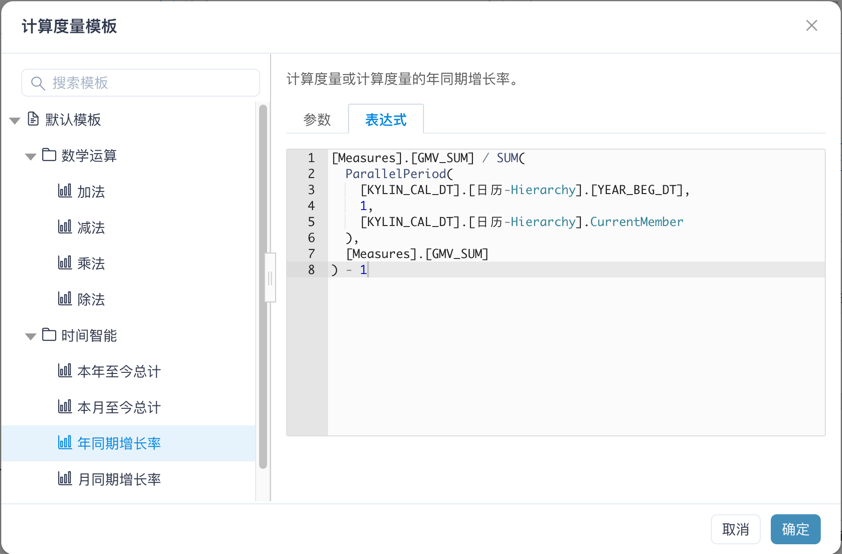 计算度量模板
搜索模板
默认模板
数学运算
加法
减法
乘法
除法
时间智能
本年至今总计
本月至今总计
年同期增长率
月同期增长率
计算度量或计算度量的年同期增长率。
参数 表达式
1 [Measures].[GMV_SUM] / SUM(
2 ParallelPeriod(
3 [KYLIN_CAL_DT].[日历-Hierarchy].[YEAR_BEG_DT],
4 1,
5 [KYLIN_CAL_DT].[日历-Hierarchy].CurrentMember
6 ),
7 [Measures].[GMV_SUM]
8 ) - 1
取消 确定